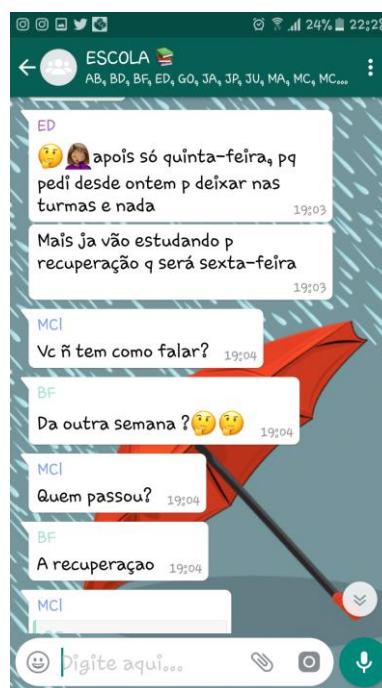 24% 22:28
ESCOLA 📚
AB, BD, BF, ED, GO, JA, JP, JU, MA, MC, MC...
ED
🤔🤦🏽‍♀️apois só quinta-feira, pq
pedi desde ontem p deixar nas
turmas e nada
19:03
Mais ja vão estudando p
recuperação q será sexta-feira
19:03
MCl
Vc ñ tem como falar? 19:04
BF
Da outra semana ?🤔🤔 19:04
MCl
Quem passou? 19:04
BF
A recuperaçao 19:04
MCl
Digite aqui...